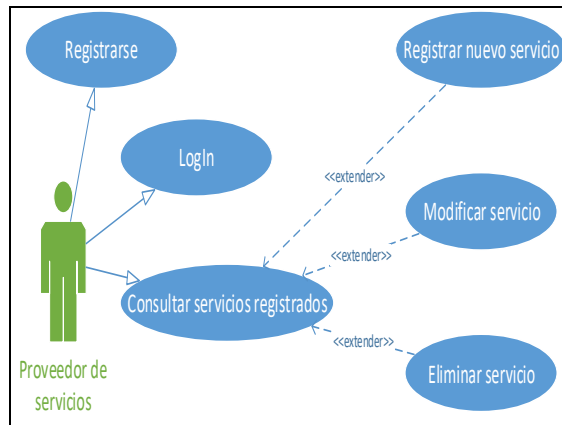 Registrarse
Registrar nuevo servicio
LogIn
<<extender>>
Modificar servicio
<<extender>>
Consultar servicios registrados
<<extender>>
Eliminar servicio
Proveedor de
servicios